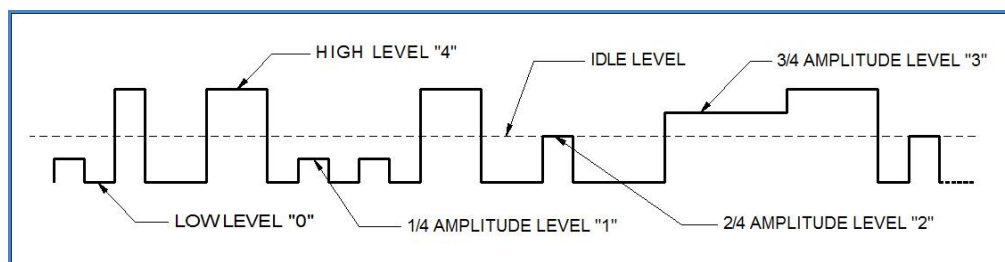 HIGH LEVEL "4"
IDLE LEVEL
3/4 AMPLITUDE LEVEL "3"
LOW LEVEL "0"
1/4 AMPLITUDE LEVEL "1"
2/4 AMPLITUDE LEVEL "2"